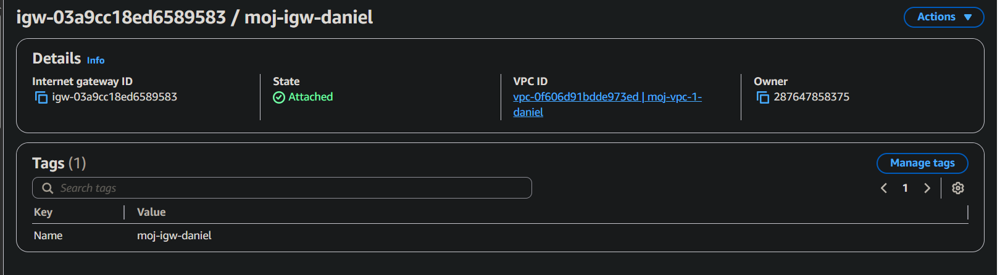 igw-03a9cc18ed6589583 / moj-igw-daniel
Actions
Details Info
Internet gateway ID
igw-03a9cc18ed6589583
State
Attached
VPC ID
vpc-0f606d91bdde973ed | moj-vpc-1-
daniel
Owner
287647858375
Tags (1)
Manage tags
Search tags
1
Key Value
Name moj-igw-daniel